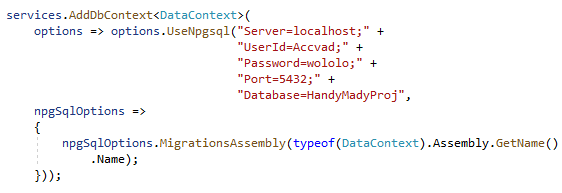 services.AddDbContext<DataContext>(
    options => options.UseNpgsql("Server=localhost;" +
                                 "UserId=Accvad;" +
                                 "Password=wololo;" +
                                 "Port=5432;" +
                                 "Database=HandyMadyProj",
    npgSqlOptions =>
    {
        npgSqlOptions.MigrationsAssembly(typeof(DataContext).Assembly.GetName()
            .Name);
    }));